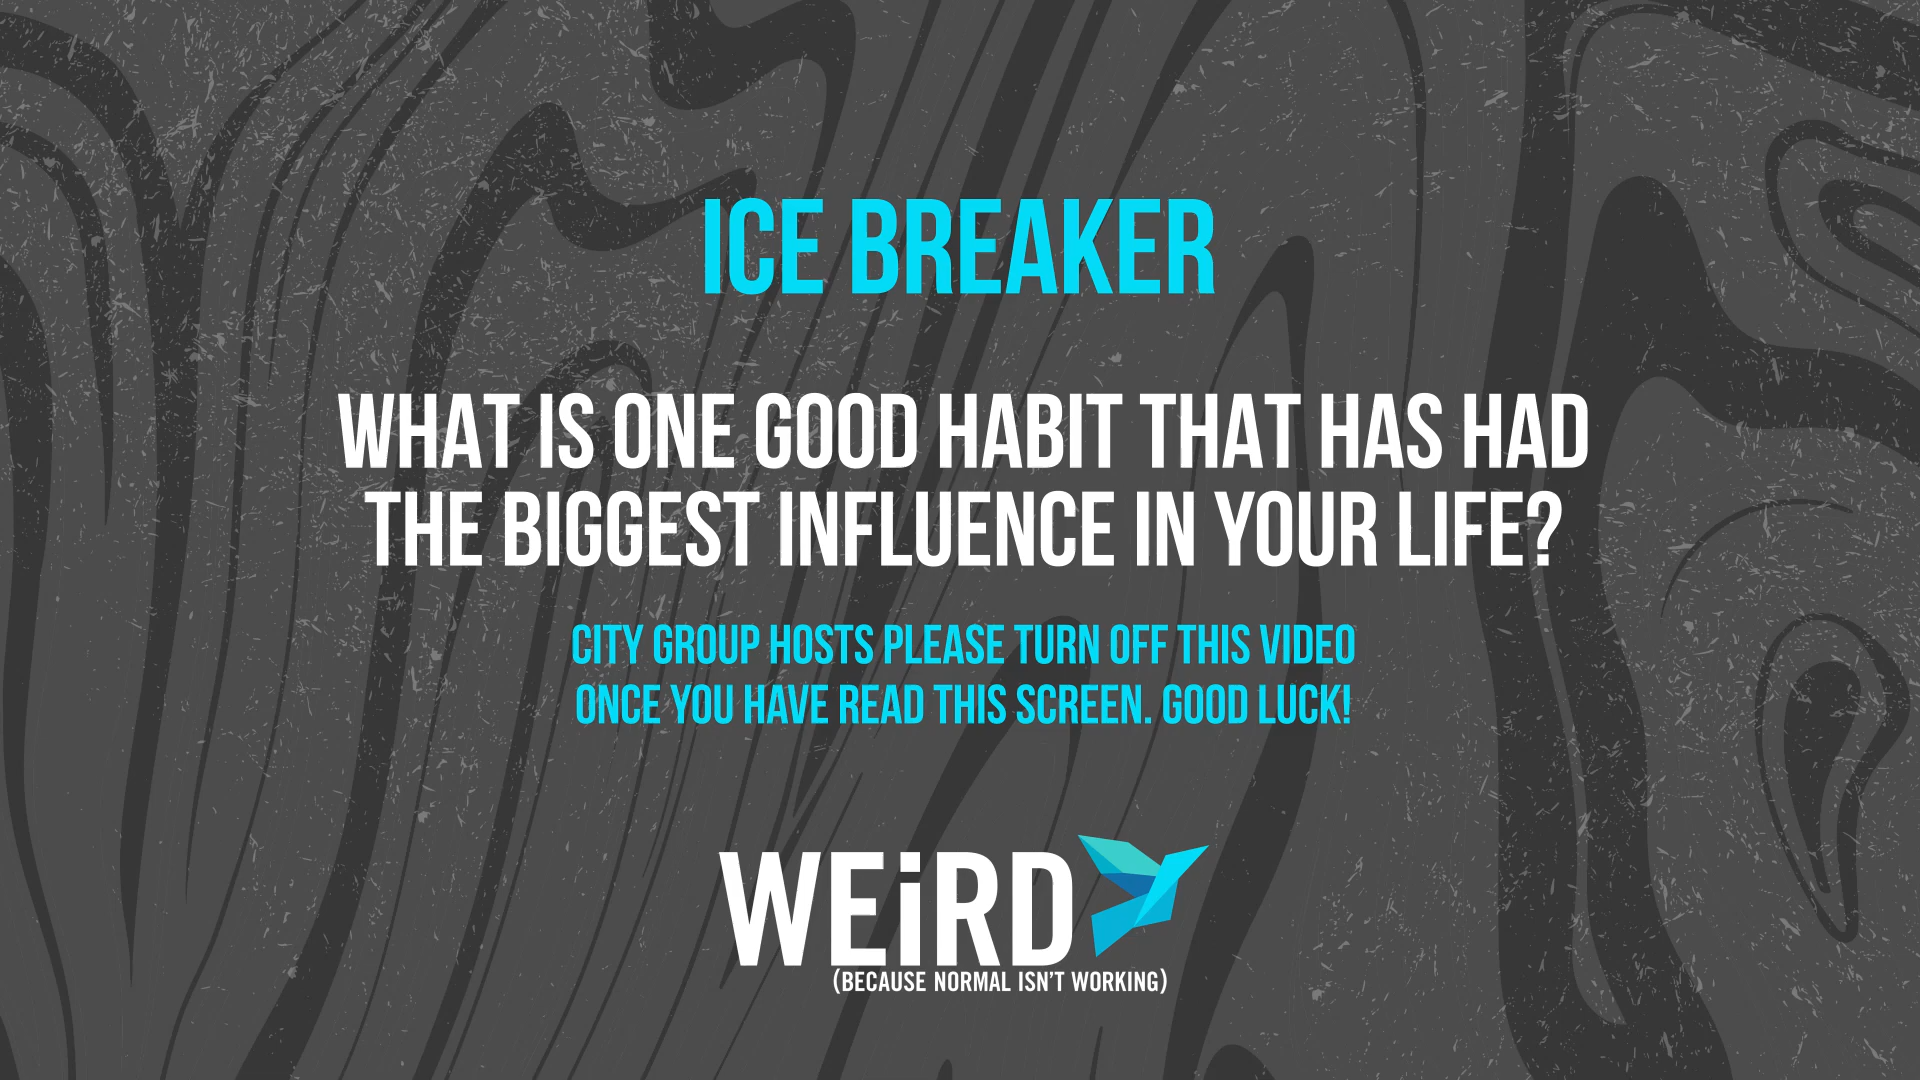 ICE BREAKER
WHAT IS ONE GOOD HABIT THAT HAS HAD
THE BIGGEST INFLUENCE IN YOUR LIFE?
CITY GROUP HOSTS PLEASE TURN OFF THIS VIDEO
ONCE YOU HAVE READ THIS SCREEN. GOOD LUCK!
WEiRD
(BECAUSE NORMAL ISN'T WORKING)